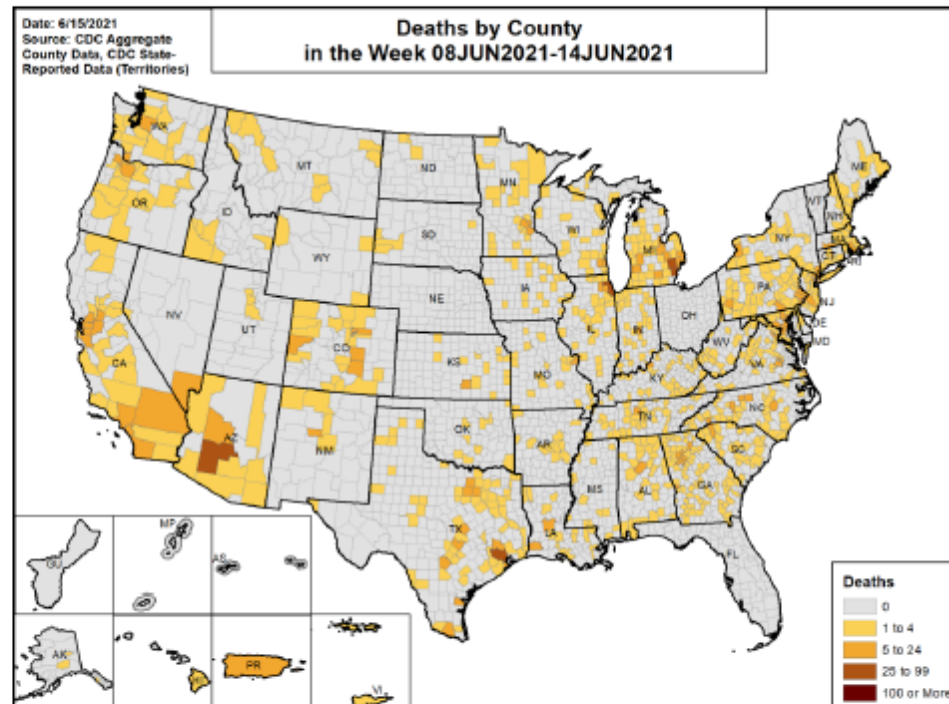 Date: 6/15/2021
Source: CDC Aggregate
County Data, CDC State-
Reported Data (Territories)
Deaths by County
in the Week 08JUN2021-14JUN2021
WA
MT
ND
MN
ME
OR
ID
SD
WI
MI
VT
NH
NY
MA
CT
RI
WY
IA
PA
NJ
NE
NV
UT
CO
IL
IN
OH
DE
MD
WV
VA
CA
KS
MO
KY
NC
TN
AZ
NM
OK
AR
SC
MS
AL
GA
TX
LA
FL
GU
MP
AS
AK
HI
PR
VI
Deaths
0
1 to 4
5 to 24
25 to 99
100 or More